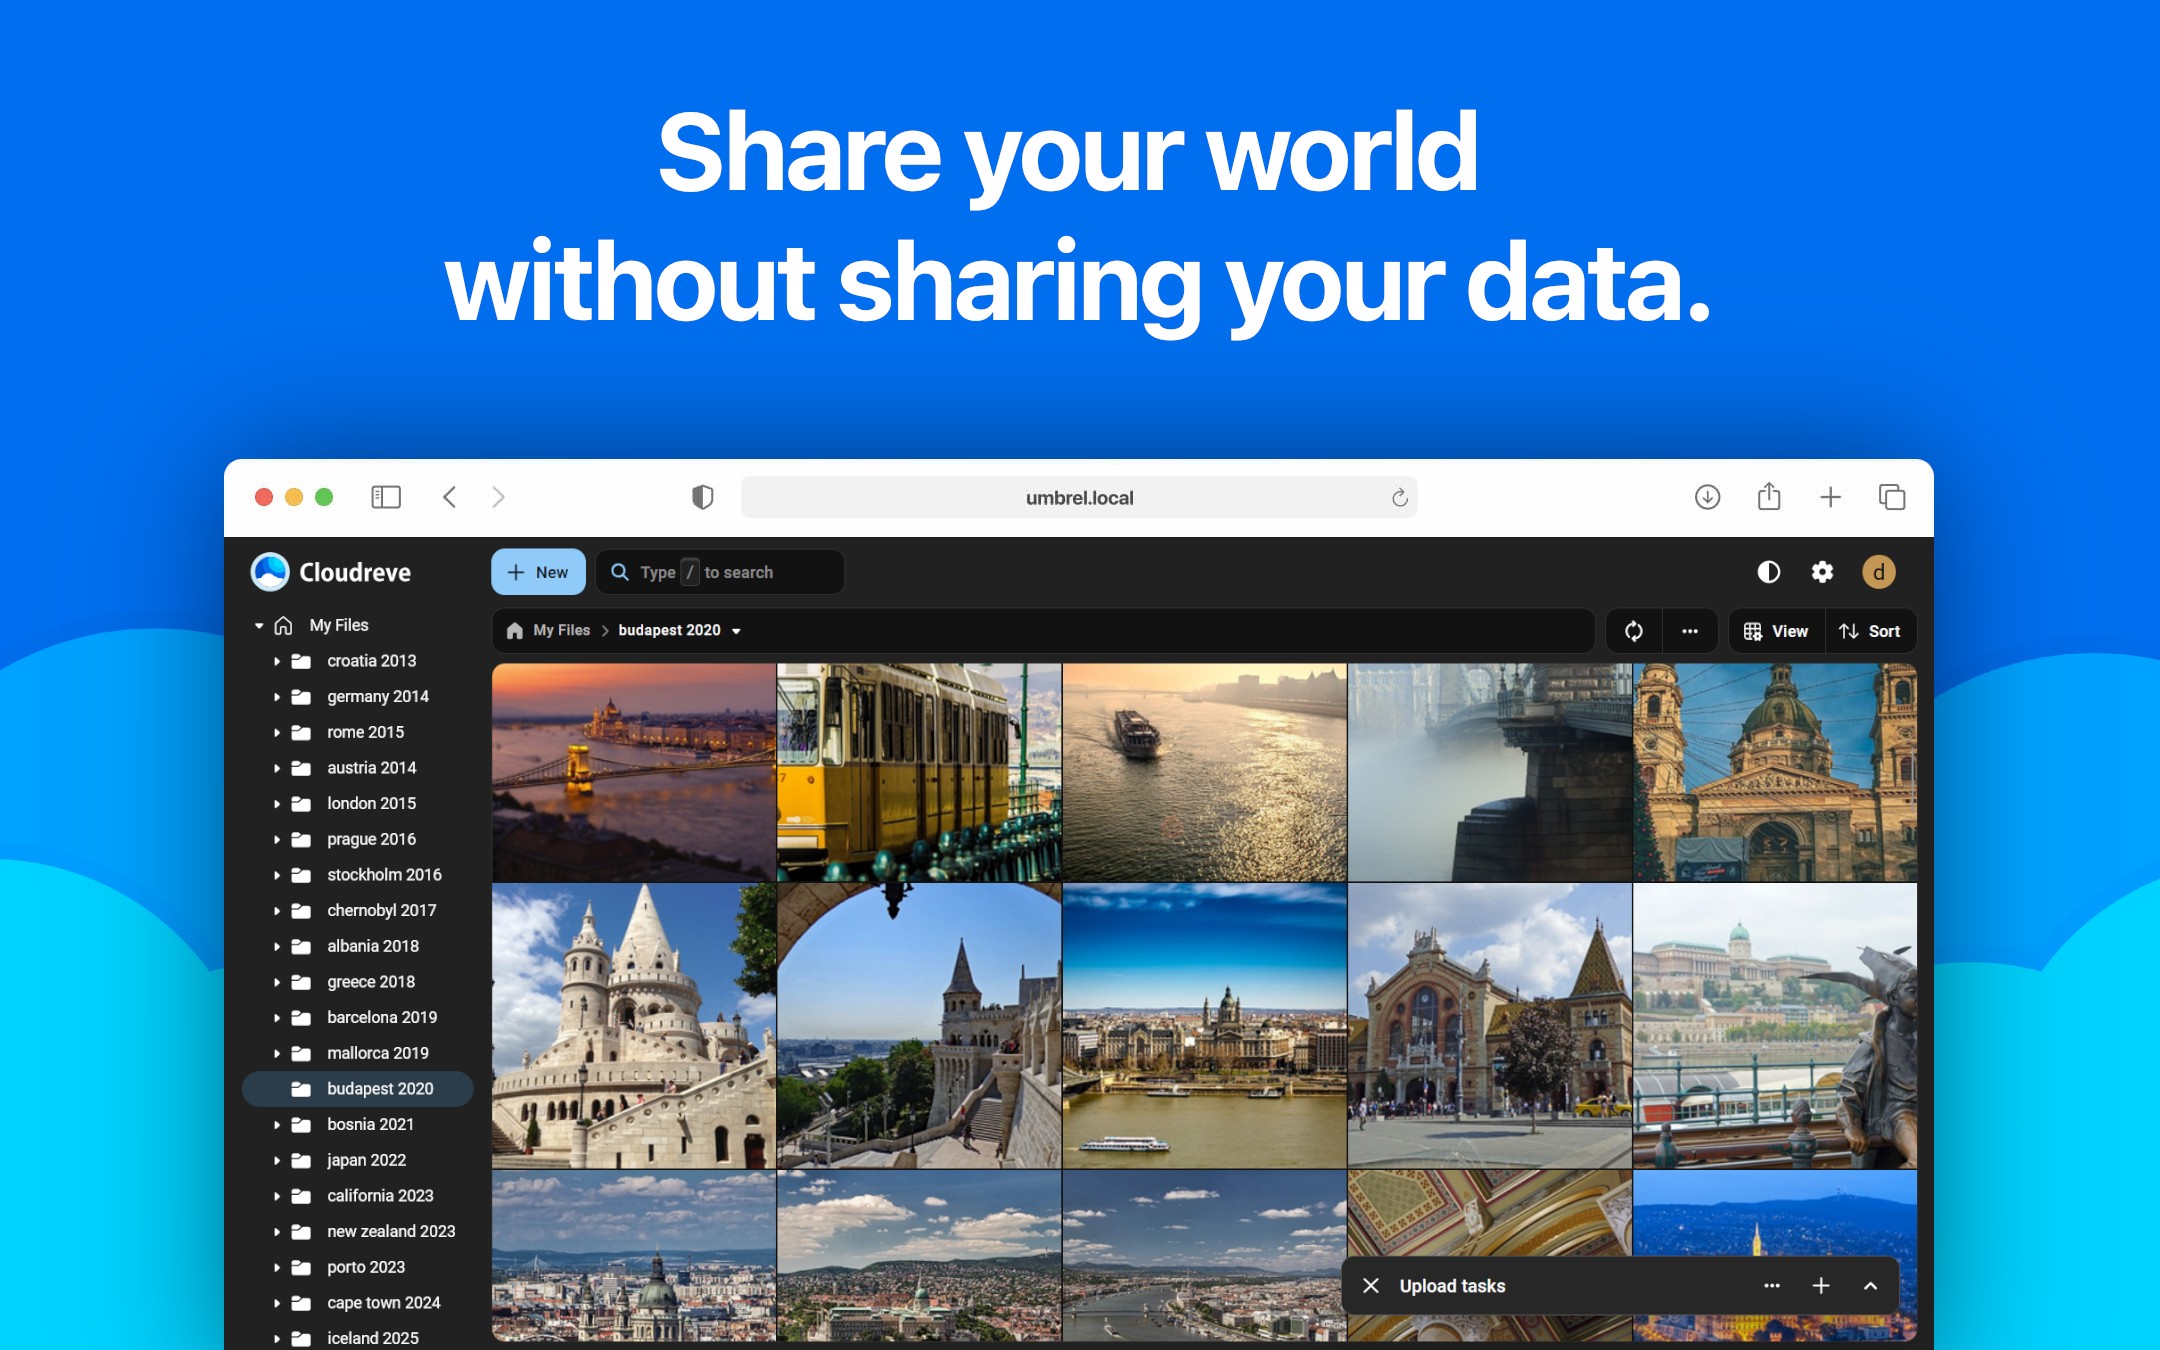 Share your world
without sharing your data.
umbrel.local
Cloudreve
New
Type / to search
d
My Files
My Files > budapest 2020
View
Sort
croatia 2013
germany 2014
rome 2015
austria 2014
london 2015
prague 2016
stockholm 2016
chernobyl 2017
albania 2018
greece 2018
barcelona 2019
mallorca 2019
budapest 2020
bosnia 2021
japan 2022
california 2023
new zealand 2023
porto 2023
cape town 2024
iceland 2025
Upload tasks